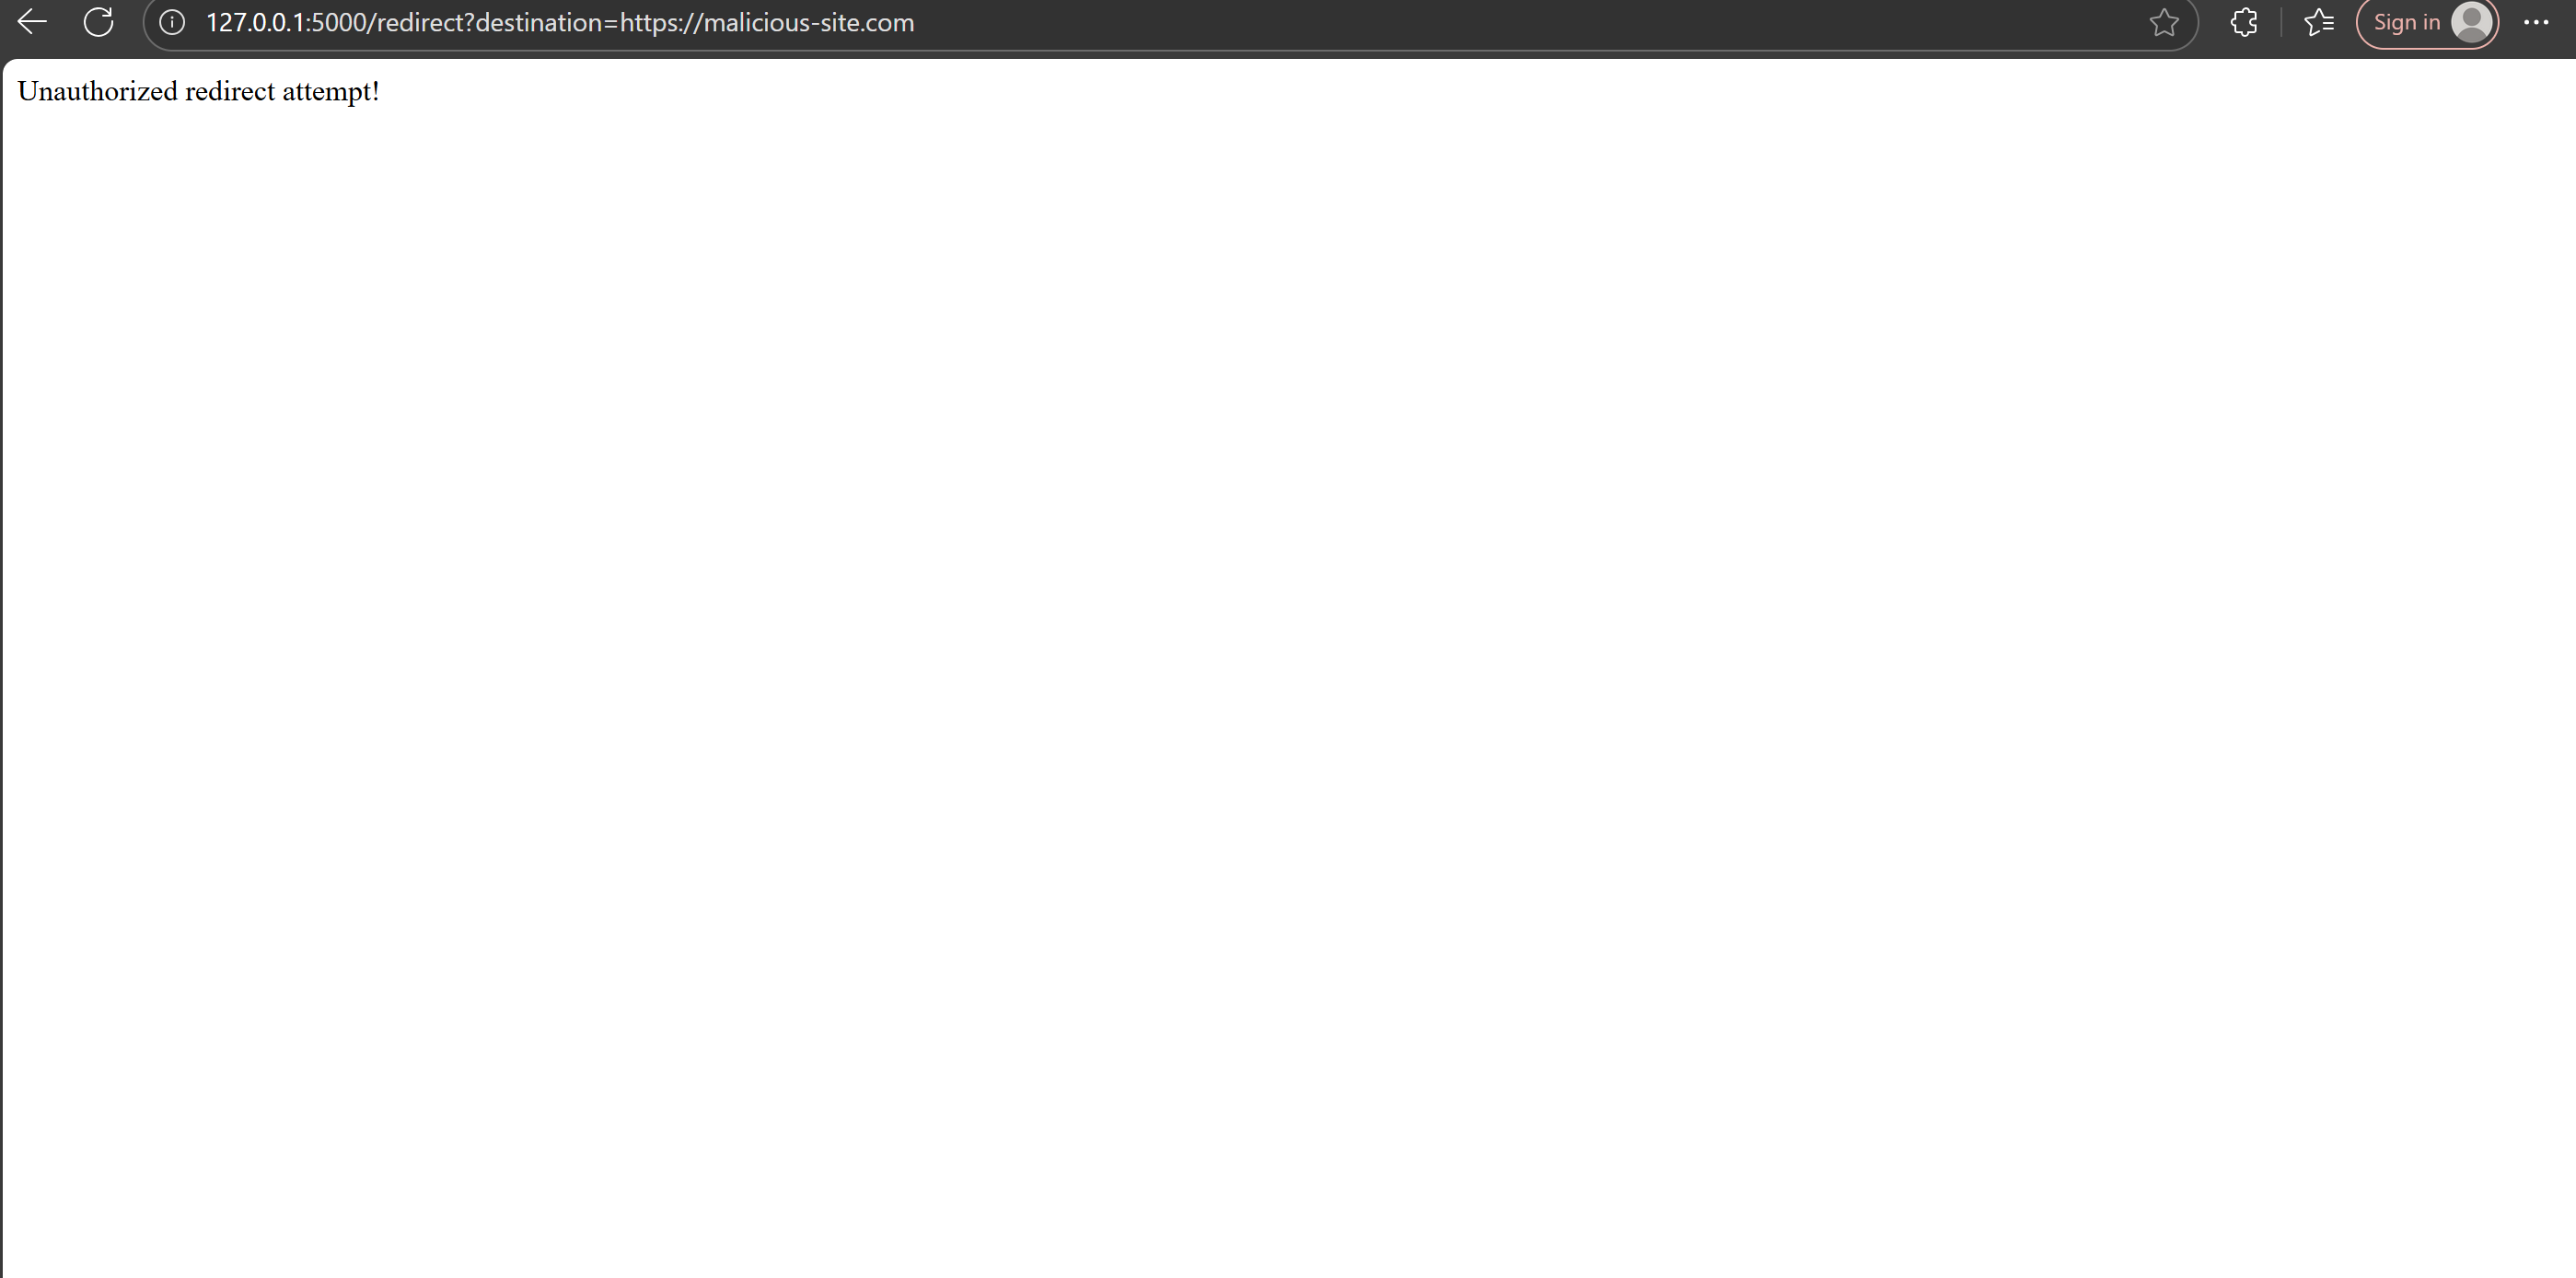 127.0.0.1:5000/redirect?destination=https://malicious-site.com
Sign in
Unauthorized redirect attempt!